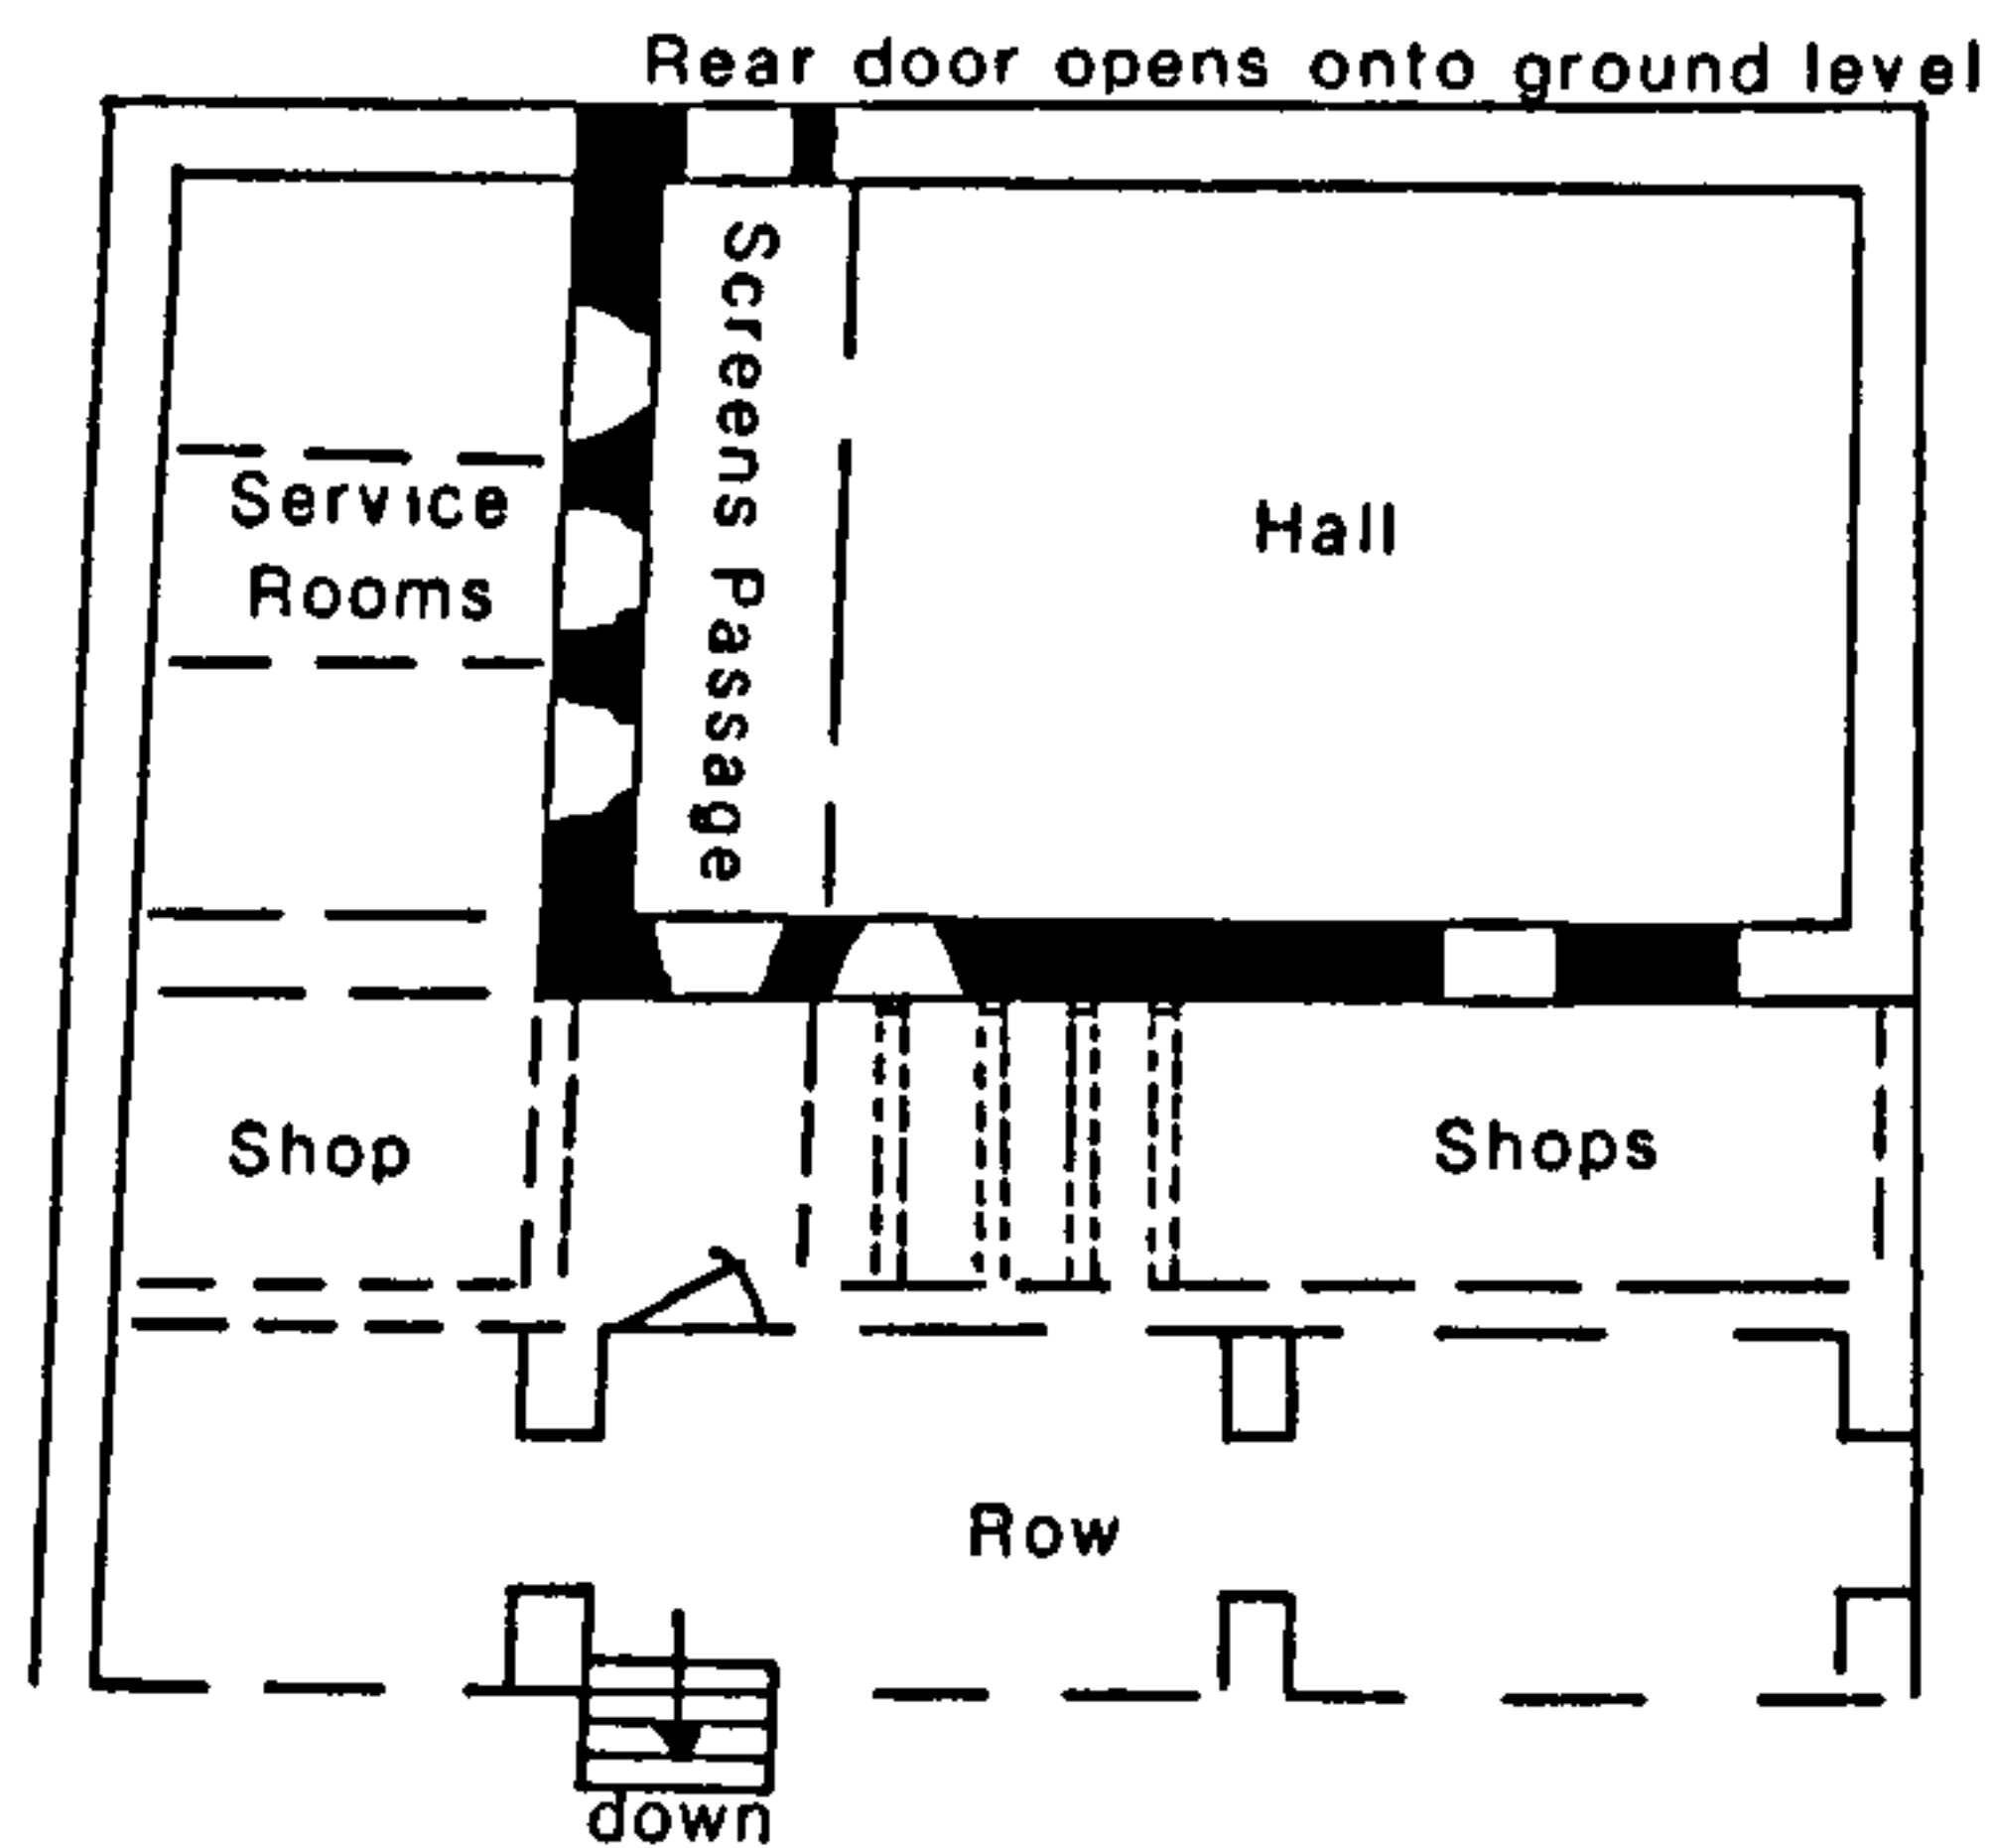 Rear door opens onto ground level
Screens Passage
Service
Rooms
Hall
Shop
Shops
Row
down